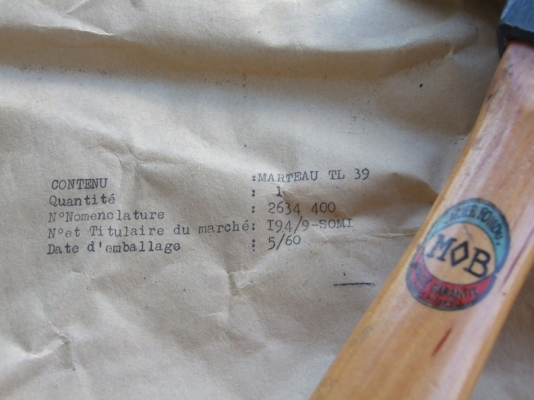 CONTENU :MARTEAU TL 39
Quantité : 1
N°Nomenclature : 2634 400
N°et Titulaire du marché: I94/9-SOMI
Date d'emballage : 5/60
MOB
GARANTIE